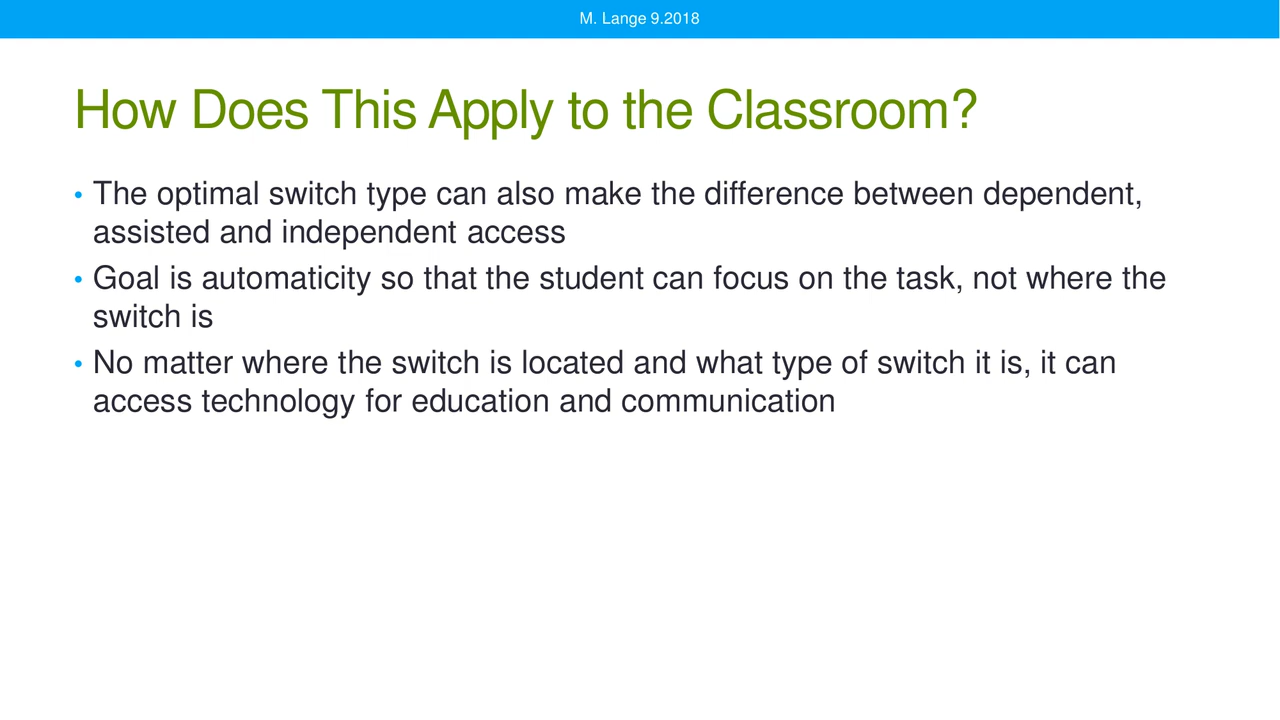 M. Lange 9.2018
How Does This Apply to the Classroom?
• The optimal switch type can also make the difference between dependent,
assisted and independent access
• Goal is automaticity so that the student can focus on the task, not where the
switch is
• No matter where the switch is located and what type of switch it is, it can
access technology for education and communication